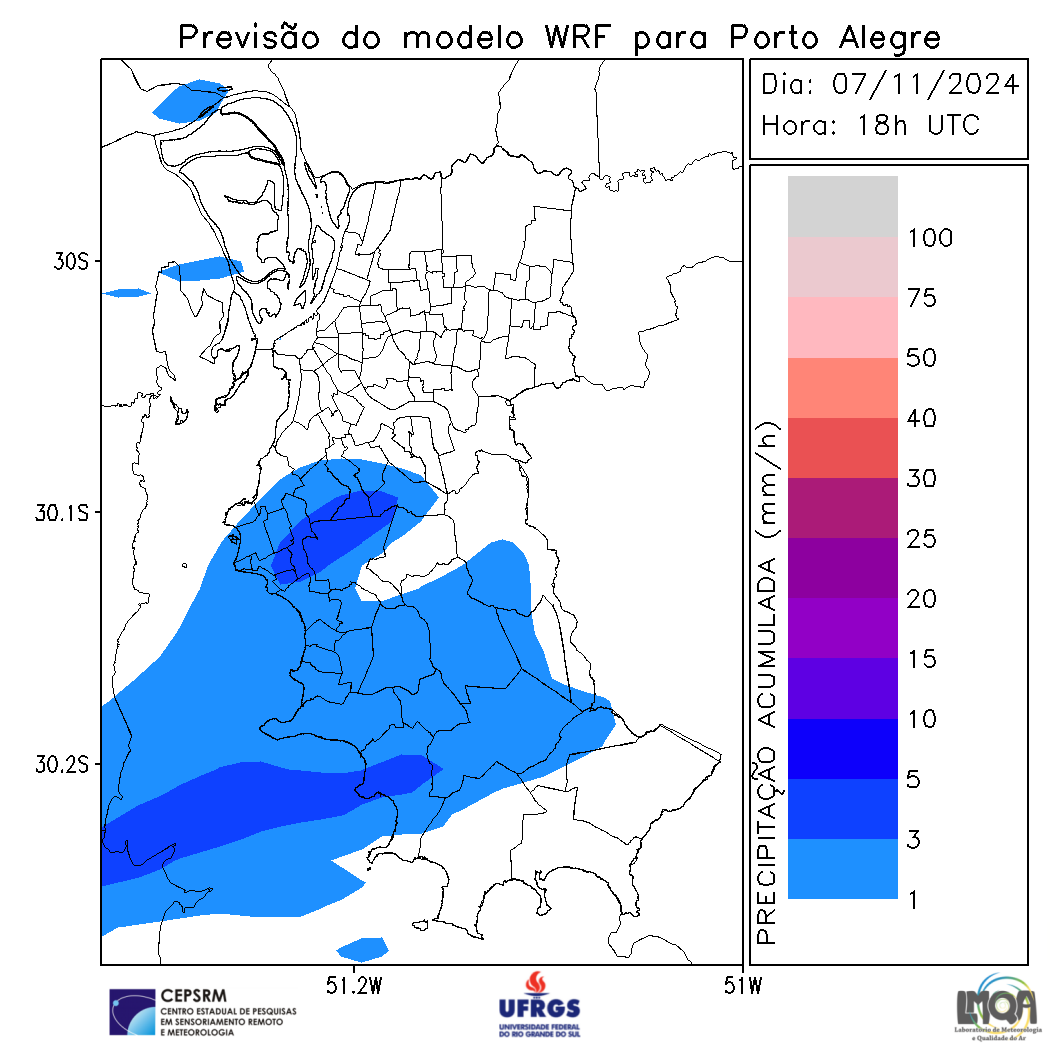 Previsão do modelo WRF para Porto Alegre
Dia: 07/11/2024
Hora: 18h UTC
30S
30.1S
30.2S
51.2W
51W
PRECIPITAÇÃO ACUMULADA (mm/h)
100
75
50
40
30
25
20
15
10
5
3
1
CEPSRM
CENTRO ESTADUAL DE PESQUISAS
EM SENSORIAMENTO REMOTO
E METEOROLOGIA
UFRGS
UNIVERSIDADE FEDERAL
DO RIO GRANDE DO SUL
LMQA
Laboratório de Meteorologia
e Qualidade do Ar